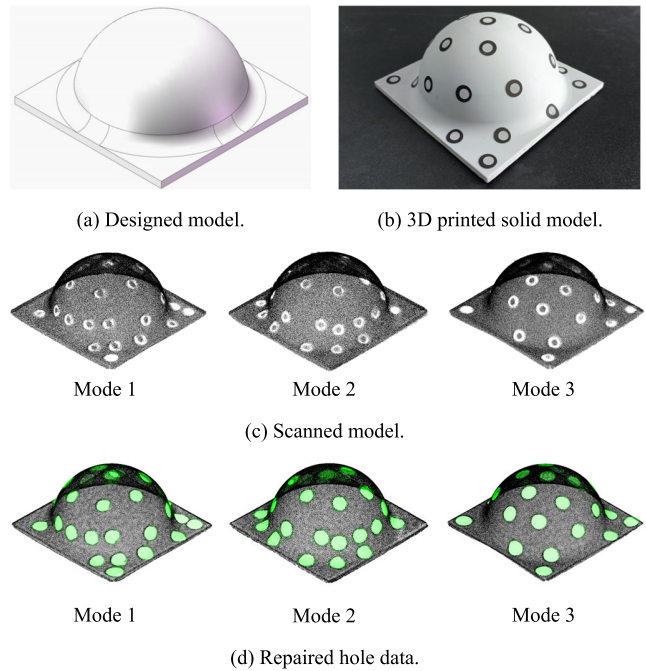 (a) Designed model.
(b) 3D printed solid model.
Mode 1
Mode 2
Mode 3
(c) Scanned model.
Mode 1
Mode 2
Mode 3
(d) Repaired hole data.